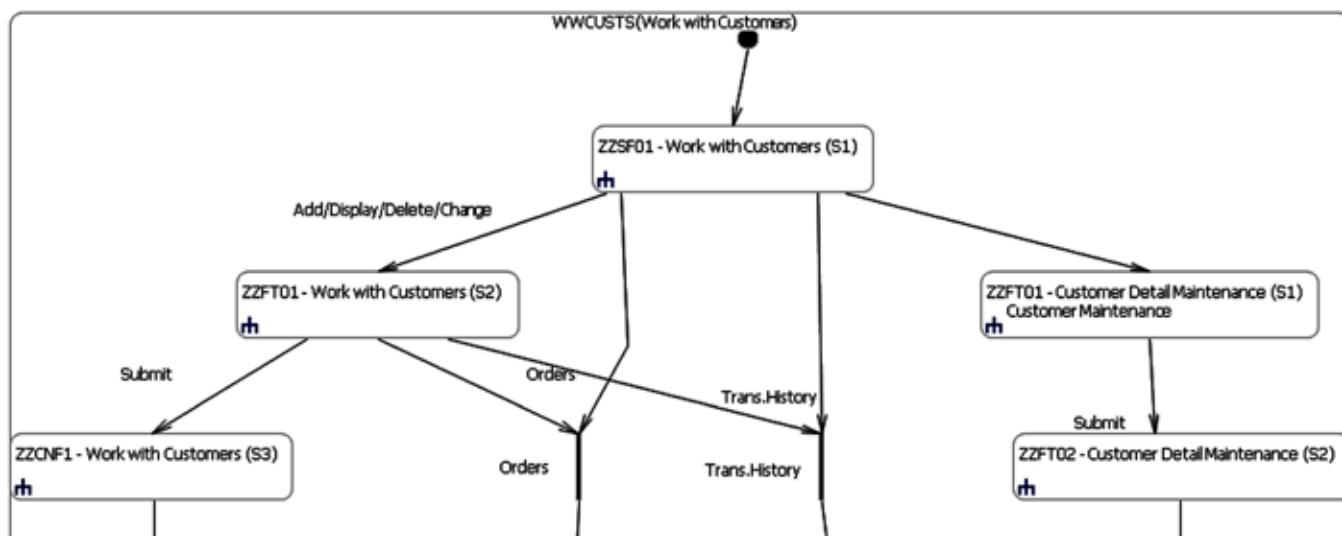 WWCUSTS(Work with Customers)
ZZSF01 - Work with Customers (S1)
Add/Display/Delete/Change
ZZFT01 - Work with Customers (S2)
ZZFT01 - Customer Detail Maintenance (S1)
Customer Maintenance
Submit
Orders
Trans.History
Submit
ZZCNF1 - Work with Customers (S3)
Orders
Trans.History
ZZFT02 - Customer Detail Maintenance (S2)